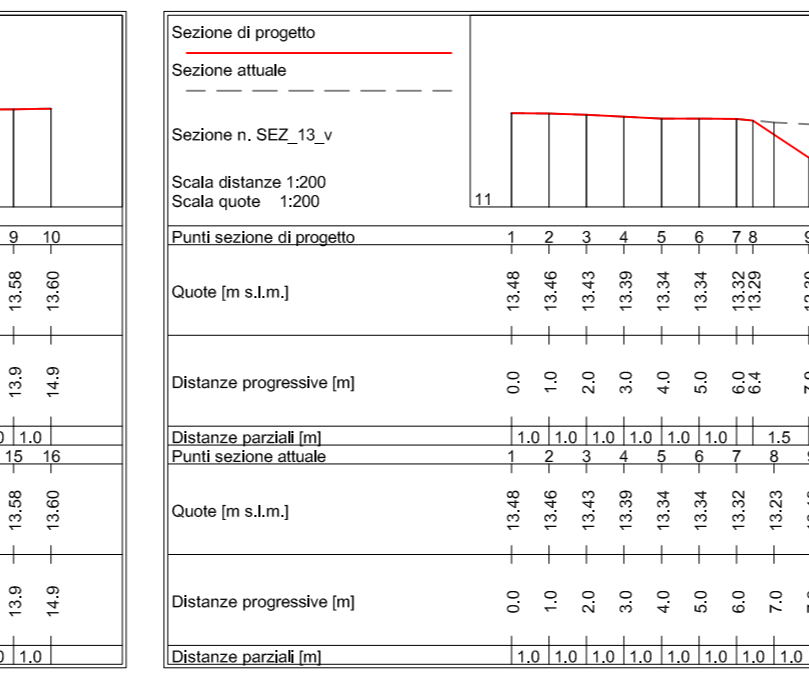 9 10
13.58 13.60
13.9 14.9
1.0
15 16
13.58 13.60
13.9 14.9
1.0
Sezione di progetto
Sezione attuale
Sezione n. SEZ_13_v
Scala distanze 1:200
Scala quote 1:200
11
Punti sezione di progetto 1 2 3 4 5 6 7 8
Quote [m s.l.m.] 13.48 13.46 13.43 13.39 13.34 13.34 13.32 13.29
Distanze progressive [m] 0.0 1.0 2.0 3.0 4.0 5.0 6.0 6.4
Distanze parziali [m] 1.0 1.0 1.0 1.0 1.0 1.0 1.5
Punti sezione attuale 1 2 3 4 5 6 7 8
Quote [m s.l.m.] 13.48 13.46 13.43 13.39 13.34 13.34 13.32 13.23
Distanze progressive [m] 0.0 1.0 2.0 3.0 4.0 5.0 6.0 7.0
Distanze parziali [m] 1.0 1.0 1.0 1.0 1.0 1.0 1.0 1.0